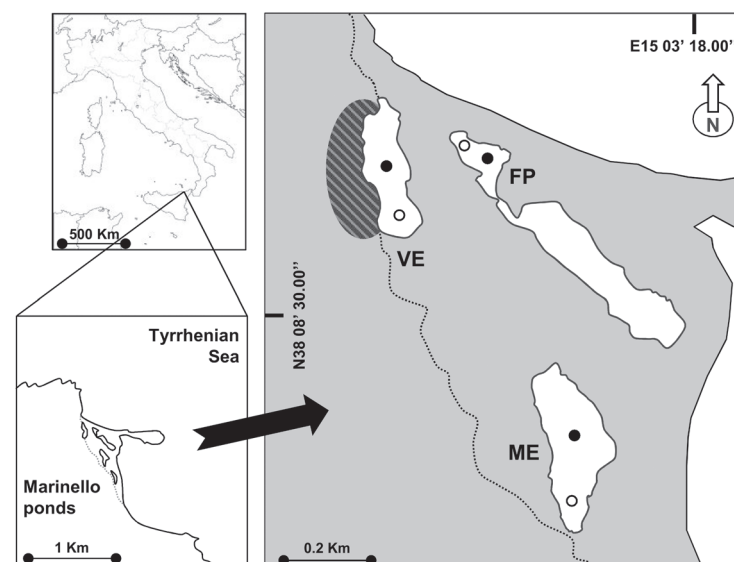 500 Km
Tyrrhenian
Sea
Marinello
ponds
1 Km
E15 03' 18.00'
N
FP
VE
N38 08' 30.00''
ME
0.2 Km